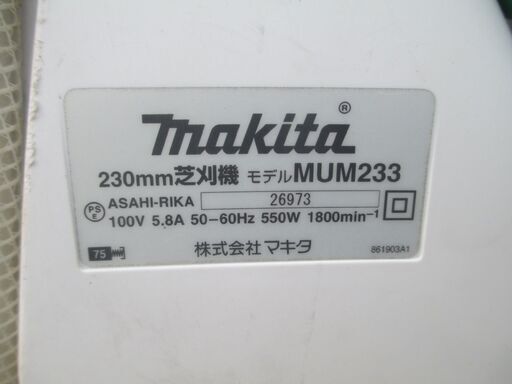 makita®
230mm芝刈機 モデルMUM233
PS E ASAHI-RIKA 26973
100V 5.8A 50-60Hz 550W 1800min⁻¹
75 株式会社マキタ 861903A1